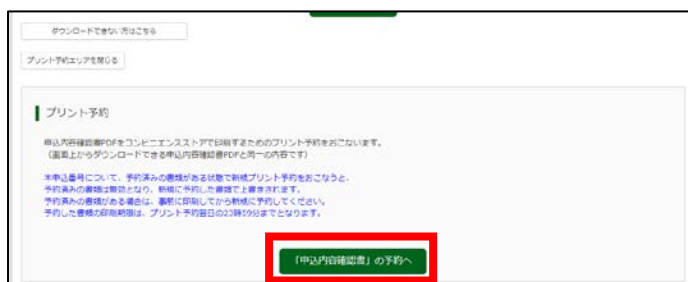 ダウンロードできない方はこちら
プリント予約エリアを閉じる
プリント予約
申込内容確認書PDFをコンビニエンスストアで印刷するためのプリント予約をおこないます。
（画面上からダウンロードできる申込内容確認書PDFと同一の内容です）
本申込番号について、予約済みの書類がある状態で新規プリント予約をおこなうと、
予約済みの書類は無効となり、新規に予約した書類で上書きされます。
予約済みの書類がある場合は、事前に印刷してから新規に予約してください。
予約した書類の印刷期限は、プリント予約翌日の23時59分までとなります。
「申込内容確認書」の予約へ